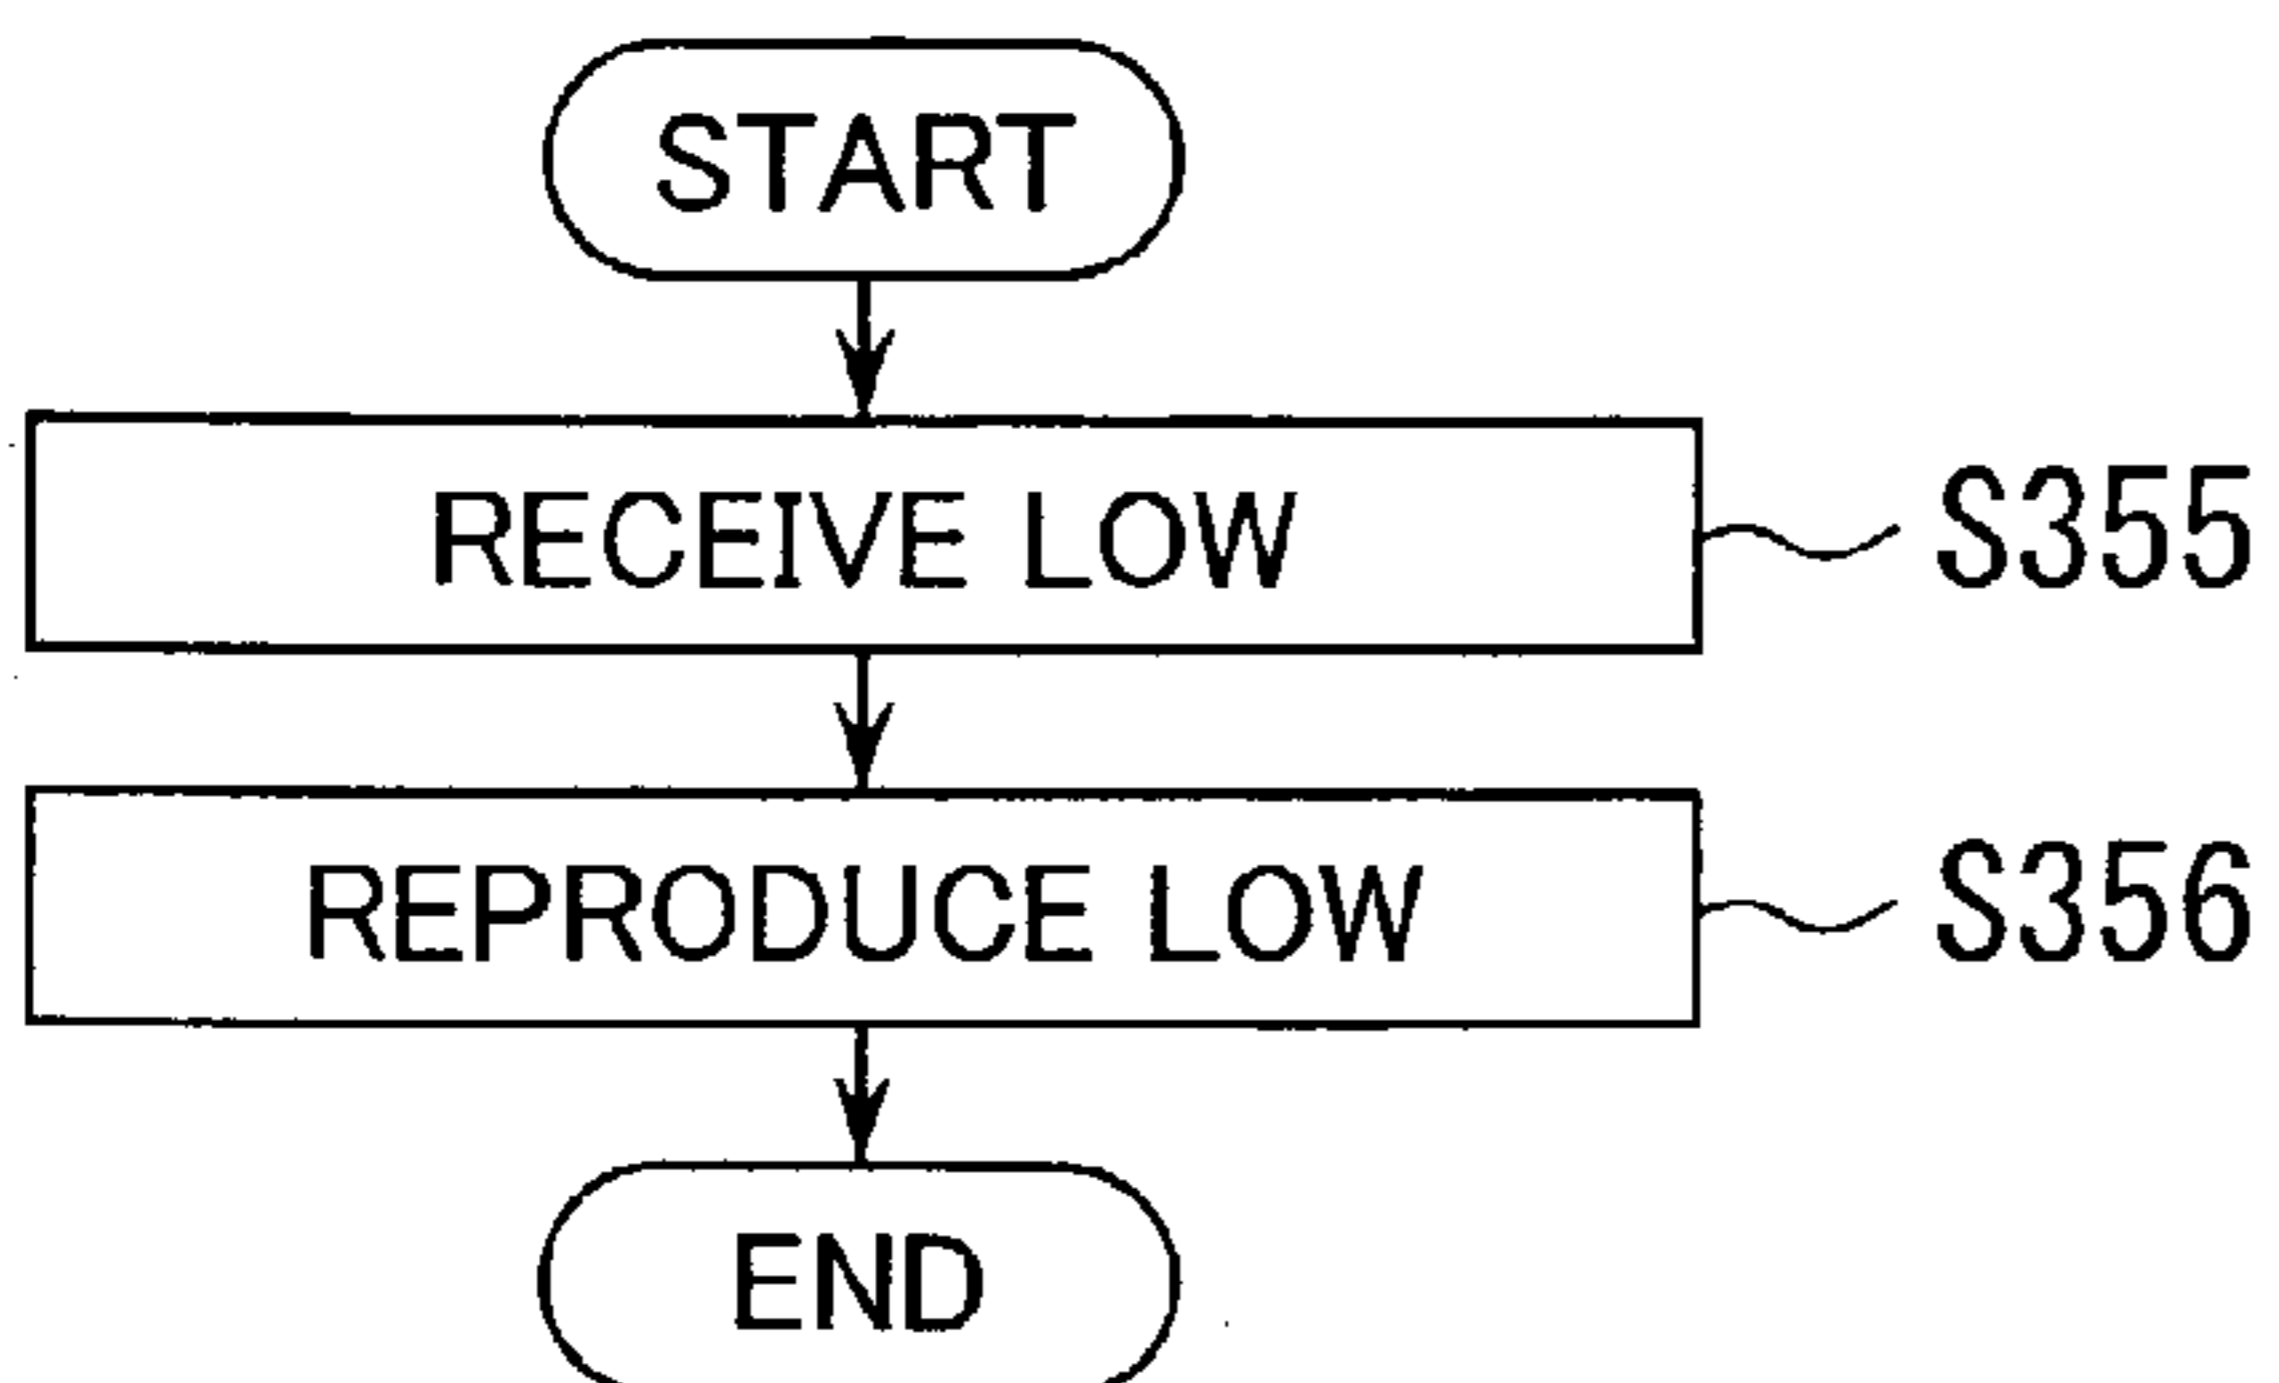 START
RECEIVE LOW
S355
REPRODUCE LOW
S356
END